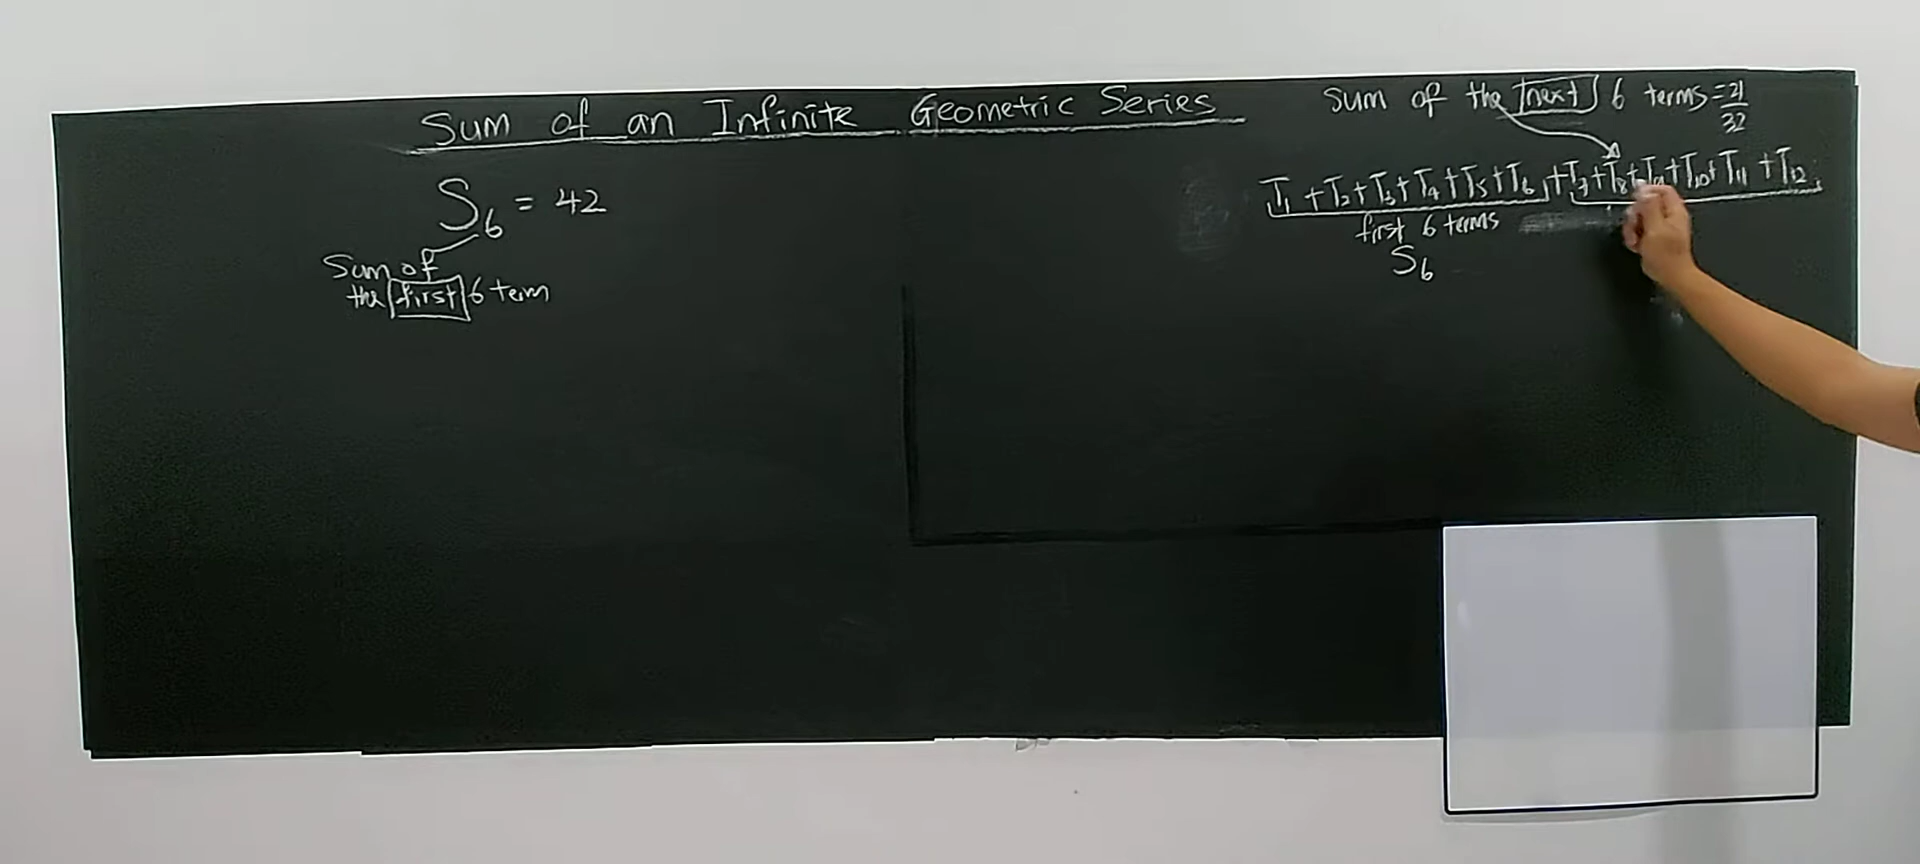 Sum of an Infinite Geometric Series
S₆ = 42
Sum of
the first 6 term
Sum of the next 6 terms = 21/32
T₁ + T₂ + T₃ + T₄ + T₅ + T₆ + T₇ + T₈ + T₉ + T₁₀ + T₁₁ + T₁₂
first 6 terms
S₆